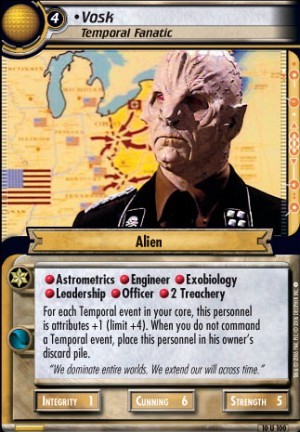 4
• Vosk
Temporal Fanatic
Alien
Astrometrics Engineer Exobiology
Leadership Officer 2 Treachery
For each Temporal event in your core, this personnel
is attributes +1 (limit +4). When you do not command
a Temporal event, place this personnel in his owner's
discard pile.
"We dominate entire worlds. We extend our will across time."
INTEGRITY 1 CUNNING 6 STRENGTH 5
10 U 100